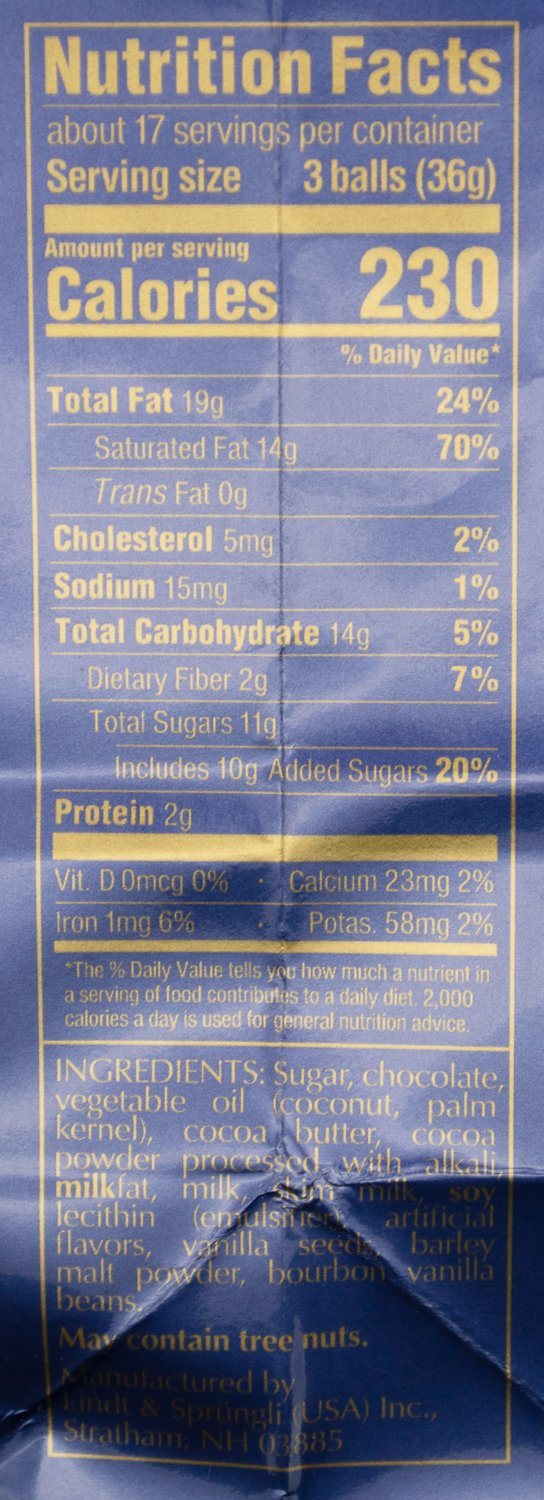 Nutrition Facts
about 17 servings per container
Serving size 3 balls (36g)
Amount per serving
Calories 230
% Daily Value*
Total Fat 19g 24%
Saturated Fat 14g 70%
Trans Fat 0g
Cholesterol 5mg 2%
Sodium 15mg 1%
Total Carbohydrate 14g 5%
Dietary Fiber 2g 7%
Total Sugars 11g
Includes 10g Added Sugars 20%
Protein 2g
Vit. D 0mcg 0% · Calcium 23mg 2%
Iron 1mg 6% · Potas. 58mg 2%
*The % Daily Value tells you how much a nutrient in
a serving of food contributes to a daily diet. 2,000
calories a day is used for general nutrition advice.
INGREDIENTS: Sugar, chocolate,
vegetable oil (coconut, palm
kernel), cocoa butter, cocoa
powder processed with alkali,
milkfat, milk, skim milk, soy
lecithin (emulsifier), artificial
flavors, vanilla seeds, barley
malt powder, bourbon vanilla
beans.
May contain tree nuts.
Manufactured by
Lindt & Sprüngli (USA) Inc.,
Stratham, NH 03885